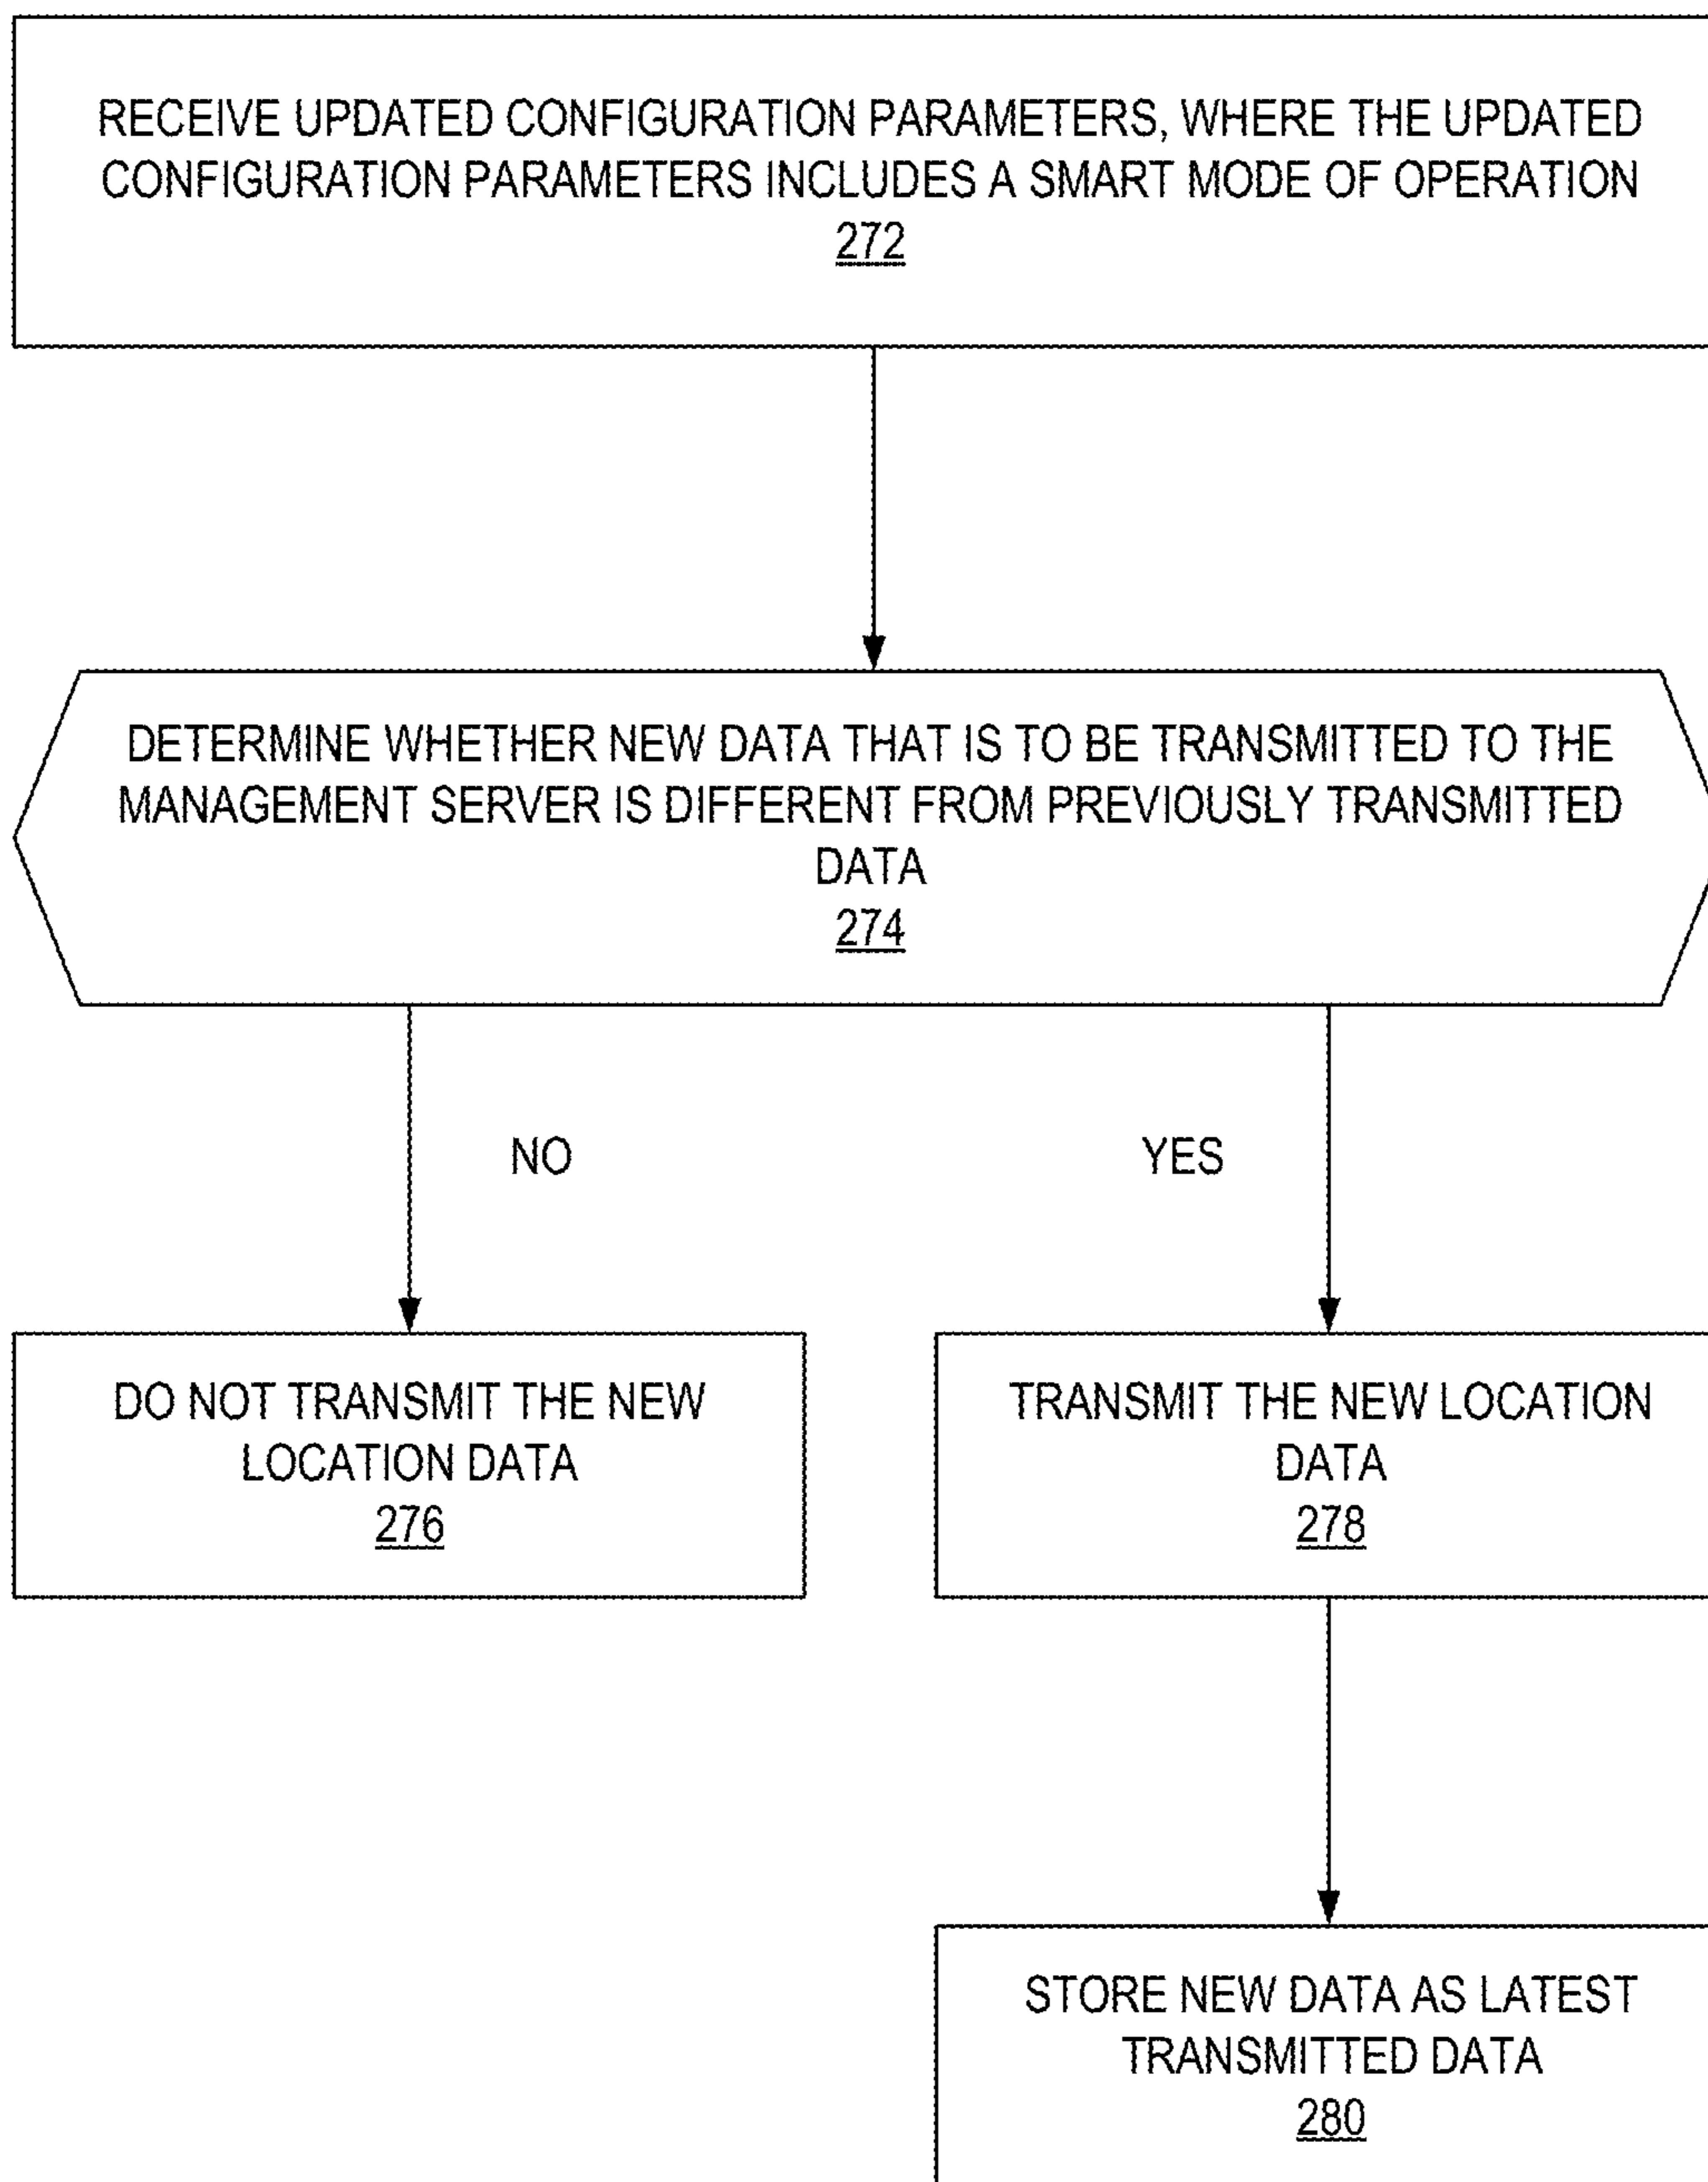 RECEIVE UPDATED CONFIGURATION PARAMETERS, WHERE THE UPDATED
CONFIGURATION PARAMETERS INCLUDES A SMART MODE OF OPERATION
272
DETERMINE WHETHER NEW DATA THAT IS TO BE TRANSMITTED TO THE
MANAGEMENT SERVER IS DIFFERENT FROM PREVIOUSLY TRANSMITTED
DATA
274
NO
YES
DO NOT TRANSMIT THE NEW
LOCATION DATA
276
TRANSMIT THE NEW LOCATION
DATA
278
STORE NEW DATA AS LATEST
TRANSMITTED DATA
280